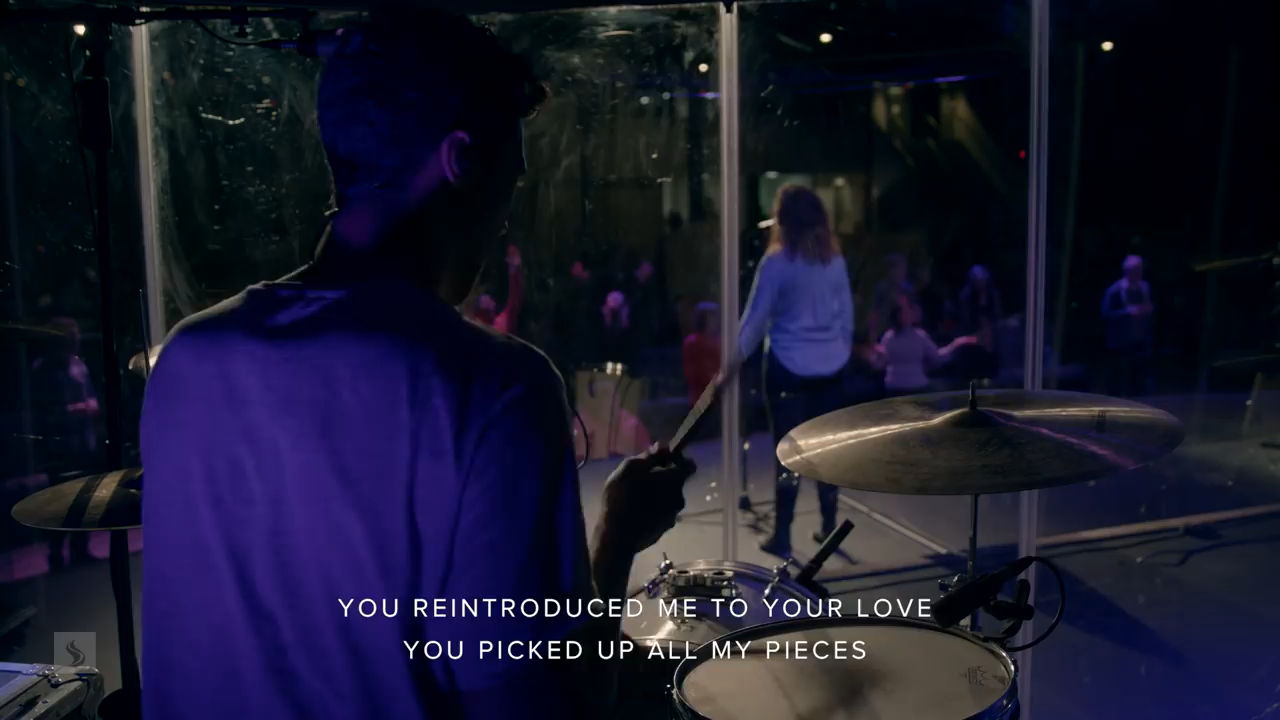 YOU REINTRODUCED ME TO YOUR LOVE
YOU PICKED UP ALL MY PIECES